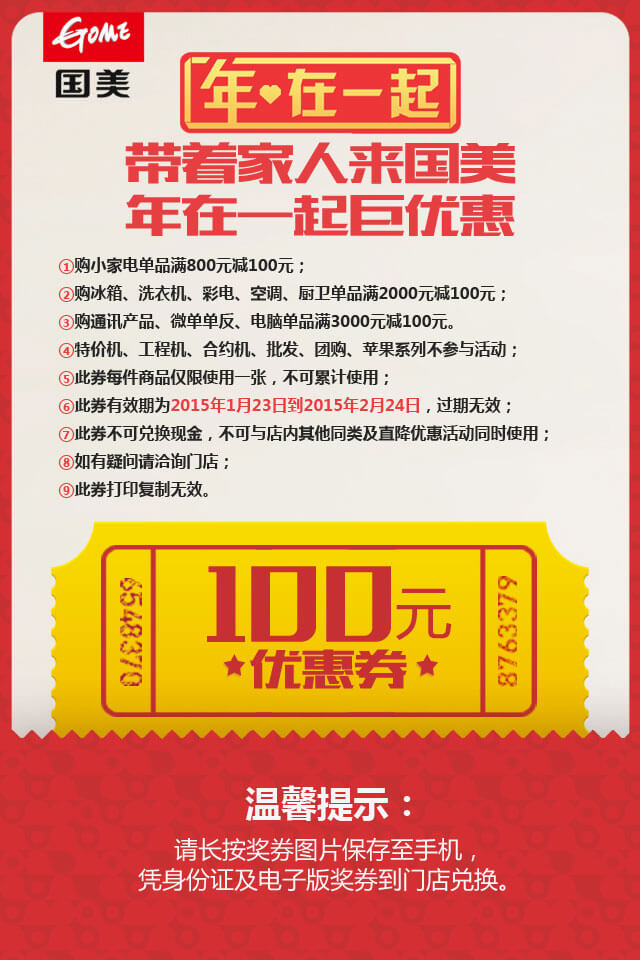 GOME
国美
年在一起
带着家人来国美
年在一起巨优惠
①购小家电单品满800元减100元；
②购冰箱、洗衣机、彩电、空调、厨卫单品满2000元减100元；
③购通讯产品、微单单反、电脑单品满3000元减100元。
④特价机、工程机、合约机、批发、团购、苹果系列不参与活动；
⑤此券每件商品仅限使用一张，不可累计使用；
⑥此券有效期为2015年1月23日到2015年2月24日，过期无效；
⑦此券不可兑换现金，不可与店内其他同类及直降优惠活动同时使用；
⑧如有疑问请洽询门店；
⑨此券打印复制无效。
6548370
100元
优惠券
8763379
温馨提示：
请长按奖券图片保存至手机，
凭身份证及电子版奖券到门店兑换。